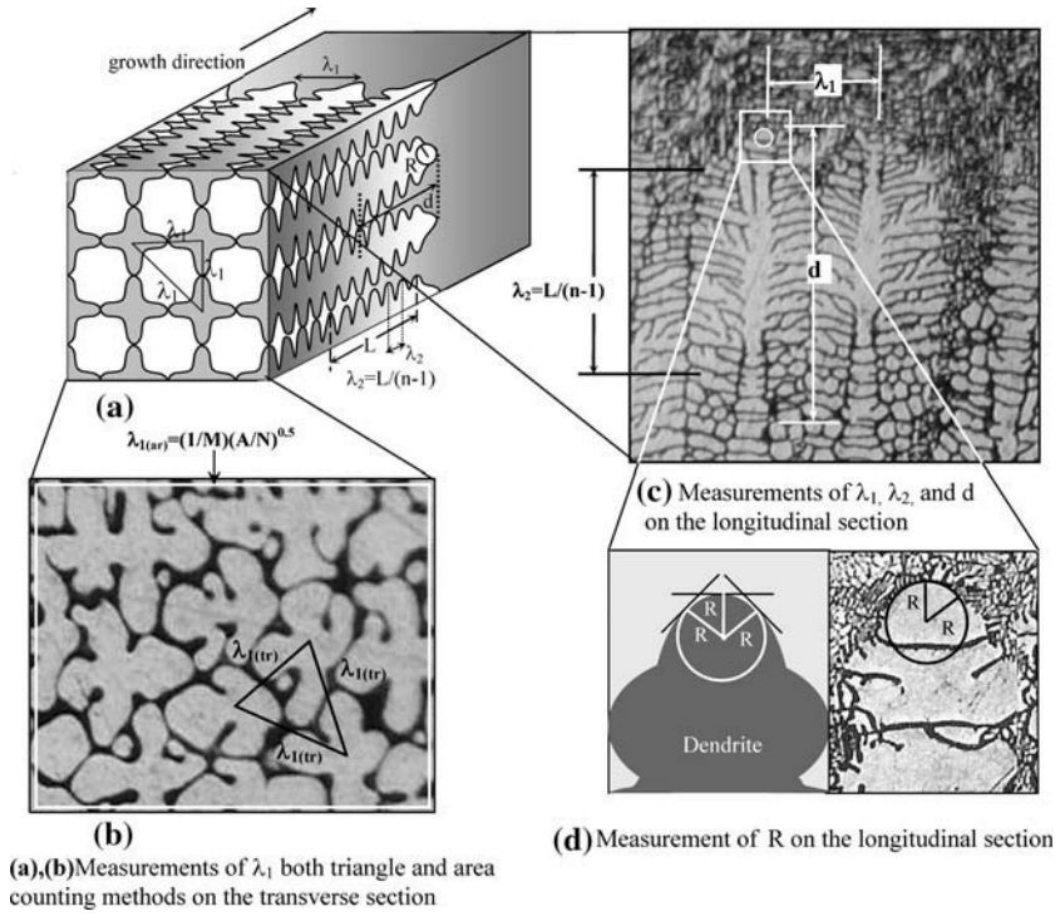 growth direction
λ₁
R
d
λ₁
λ₁
λ₁
L
λ₂
λ₂=L/(n-1)
(a)
λ₁(ar)=(1/M)(A/N)⁰·⁵
λ₁(tr)
λ₁(tr)
λ₁(tr)
(b)
(a),(b)Measurements of λ₁ both triangle and area
counting methods on the transverse section
λ₁
λ₂=L/(n-1)
d
(c) Measurements of λ₁, λ₂, and d
on the longitudinal section
R
R
R
Dendrite
R
R
(d) Measurement of R on the longitudinal section